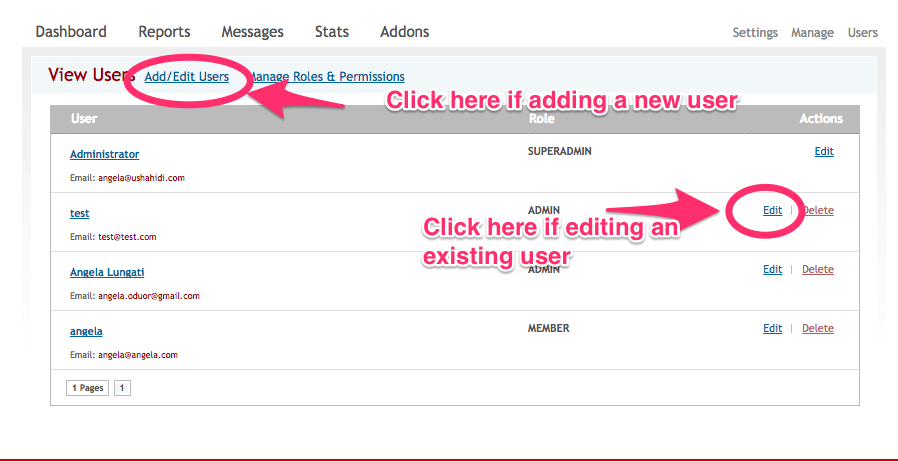 Dashboard Reports Messages Stats Addons Settings Manage Users
View Users Add/Edit Users Manage Roles & Permissions
Click here if adding a new user
User Role Actions
Administrator SUPERADMIN Edit
Email: angela@ushahidi.com
test ADMIN Edit | Delete
Click here if editing an
existing user
Email: test@test.com
Angela Lungati ADMIN Edit | Delete
Email: angela.oduor@gmail.com
angela MEMBER Edit | Delete
Email: angela@angela.com
1 Pages 1